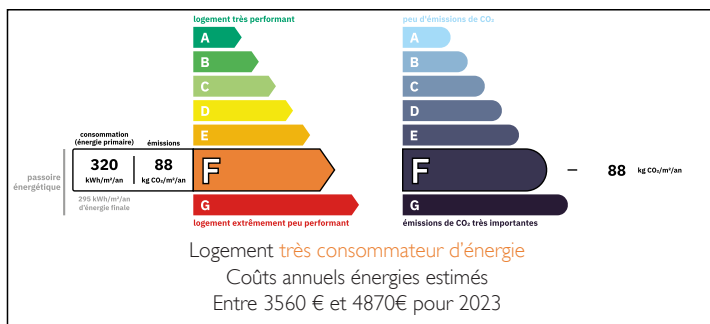 logement très performant
A
B
C
D
E
consommation
(énergie primaire)
émissions
320
kWh/m²/an
88
kg CO₂/m²/an
F
passoire
énergétique
295 kWh/m²/an
d'énergie finale
G
logement extrêmement peu performant
peu d'émissions de CO₂
A
B
C
D
E
F
88 kg CO₂/m²/an
G
émissions de CO₂ très importantes
Logement très consommateur d'énergie
Coûts annuels énergies estimés
Entre 3560 € et 4870€ pour 2023